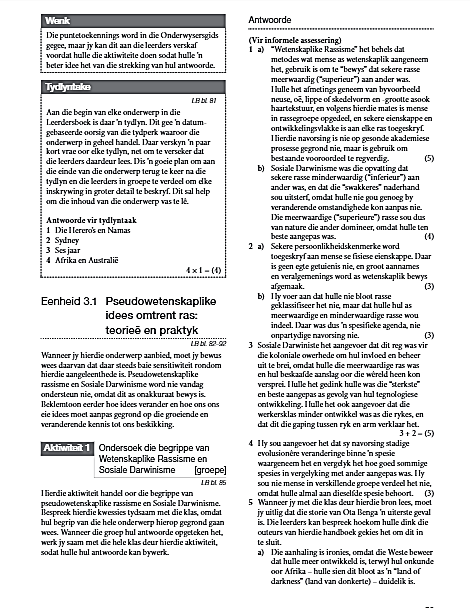 Wenk
Die puntetoekennings word in die Onderwysersgids
gegee, maar jy kan dit aan die leerders verskaf
voordat hulle die aktiwiteite doen sodat hulle 'n
beter idee het van die strekking van hul antwoorde.
Tydlyntake
LB bl. 81
Aan die begin van elke onderwerp in die
Leerdersboek is daar 'n tydlyn. Dit gee 'n datum-
gebaseerde oorsig van die tydperk waaroor die
onderwerp in geheel handel. Daar verskyn 'n paar
kort vrae oor elke tydlyn, net om te verseker dat
die leerders daardeur lees. Dis 'n goeie plan om aan
die einde van die onderwerp terug te keer na die
tydlyn en die leerders in groepe te verdeel om elke
inskrywing in groter detail te beskryf. Dit sal help
om die inhoud van die onderwerp vas te lê.
Antwoorde vir tydlyntaak
1 Die Herero's en Namas
2 Sydney
3 Ses jaar
4 Afrika en Australië
4 × 1 = (4)
Eenheid 3.1 Pseudowetenskaplike
idees omtrent ras:
teorieë en praktyk
LB bl. 82–92
Wanneer jy hierdie onderwerp aanbied, moet jy bewus
wees daarvan dat daar steeds baie sensitiwiteit rondom
hierdie aangeleenthede is. Pseudowetenskaplike
rassisme en Sosiale Darwinisme word nie vandag
ondersteun nie, omdat dit as onakkuraat bewys is.
Beklemtoon eerder hoe idees verander en hoe ons ons
eie idees moet aanpas gegrond op die groeiende en
veranderende kennis tot ons beskikking.
Aktiwiteit 1 Ondersoek die begrippe van
Wetenskaplike Rassisme en
Sosiale Darwinisme [groepe]
LB bl. 85
Hierdie aktiwiteit handel oor die begrippe van
pseudowetenskaplike rassisme en Sosiale Darwinisme.
Bespreek hierdie kwessies tydsaam met die klas, omdat
hul begrip van die hele onderwerp hierop gegrond gaan
wees. Wanneer die groep hul antwoorde opgeteken het,
werk jy saam met die hele klas deur hierdie aktiwiteit,
sodat hulle hul antwoorde kan bywerk.
Antwoorde
(Vir informele assessering)
1 a) “Wetenskaplike Rassisme” het behels dat
metodes wat mense as wetenskaplik aangeneem
het, gebruik is om te “bewys” dat sekere rasse
meerwaardig (“superieur”) aan ander was.
Hulle het afmetings geneem van byvoorbeeld
neuse, oë, lippe of skedelvorm en -grootte asook
haartekstuur, en volgens hierdie mates is mense
in rassegroepe opgedeel, en sekere eienskappe en
ontwikkelingsvlakke is aan elke ras toegeskryf.
Hierdie navorsing is nie op gesonde akademiese
prosesse gegrond nie, maar is gebruik om
bestaande vooroordeel te regverdig. (5)
b) Sosiale Darwinisme was die opvatting dat
sekere rasse minderwaardig (“inferieur”) aan
ander was, en dat die “swakkeres” naderhand
sou uitsterf, omdat hulle nie gou genoeg by
veranderende omstandighede kon aanpas nie.
Die meerwaardige (“superieure”) rasse sou dus
van nature die ander domineer, omdat hulle ten
beste aangepas was. (4)
2 a) Sekere persoonlikheidskenmerke word
toegeskryf aan mense se fisiese eienskappe. Daar
is geen egte getuienis nie, en groot aannames
en veralgemenings word as wetenskaplik bewys
afgemaak. (3)
b) Hy voer aan dat hulle nie bloot rasse
geklassifiseer het nie, maar dat hulle hul as
meerwaardige en minderwaardige rasse wou
indeel. Daar was dus 'n spesifieke agenda, nie
onpartydige navorsing nie. (3)
3 Sosiale Darwiniste het aangevoer dat dit reg was vir
die koloniale owerhede om hul invloed en beheer
uit te brei, omdat hulle die meerwaardige ras was
en hul beskaafde aanslag oor die wêreld heen kon
versprei. Hulle het gedink hulle was die “sterkste”
en beste aangepas as gevolg van hul tegnologiese
ontwikkeling. Hulle het ook aangevoer dat die
werkersklas minder ontwikkel was as die rykes, en
dat dit die gaping tussen ryk en arm verklaar het.
3 + 2 = (5)
4 Hy sou aangevoer het dat sy navorsing stadige
evolusionêre veranderinge binne 'n spesie
waargeneem het en vergelyk het hoe goed sommige
spesies in vergelyking met ander aangepas was. Hy
sou nie mense in verskillende groepe verdeel het nie,
omdat hulle almal aan dieselfde spesie behoort. (3)
5 Wanneer jy met die klas deur hierdie bron lees, moet
jy uitlig dat die storie van Ota Benga 'n uiterste geval
is. Die leerders kan bespreek hoekom hulle dink die
outeurs van hierdie handboek gekies het om dit in
te sluit.
a) Die aanhaling is ironies, omdat die Weste beweer
dat hulle meer ontwikkeld is, terwyl hul onkunde
oor Afrika – hulle sien dit bloot as 'n “land of
darkness” (land van donkerte) – duidelik is.